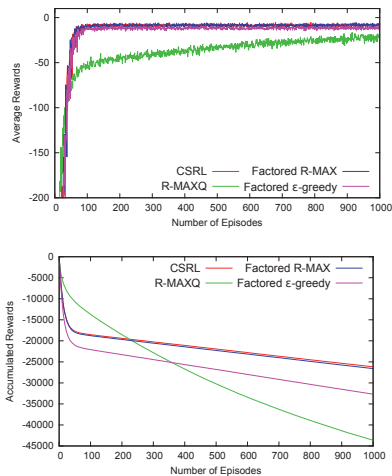 0
-50
-100
-150
-200
0 100 200 300 400 500 600 700 800 900 1000
Average Rewards
Number of Episodes
CSRL Factored R-MAX
R-MAXQ Factored ε-greedy
0
-5000
-10000
-15000
-20000
-25000
-30000
-35000
-40000
-45000
0 100 200 300 400 500 600 700 800 900 1000
Accumulated Rewards
Number of Episodes
CSRL Factored R-MAX
R-MAXQ Factored ε-greedy